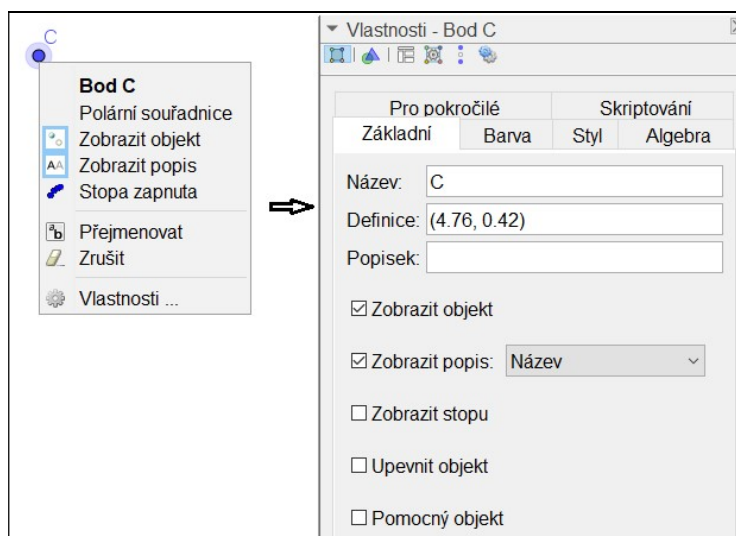 C
Bod C
Polární souřadnice
Zobrazit objekt
AA Zobrazit popis
Stopa zapnuta
ab Přejmenovat
Zrušit
Vlastnosti ...
Vlastnosti - Bod C
Pro pokročilé Skriptování
Základní Barva Styl Algebra
Název: C
Definice: (4.76, 0.42)
Popisek:
Zobrazit objekt
Zobrazit popis: Název
Zobrazit stopu
Upevnit objekt
Pomocný objekt